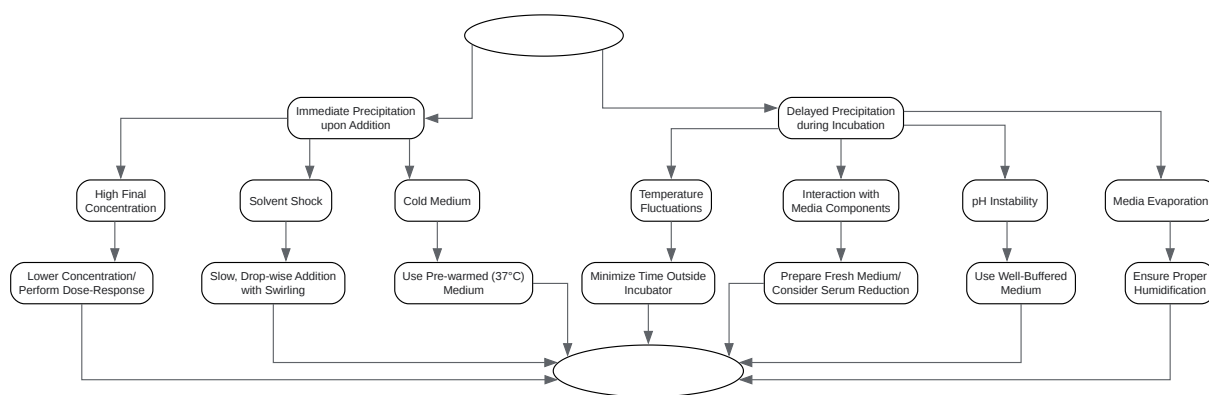 Immediate Precipitation
upon Addition
Delayed Precipitation
during Incubation
High Final
Concentration
Solvent Shock
Cold Medium
Temperature
Fluctuations
Interaction with
Media Components
pH Instability
Media Evaporation
Lower Concentration/
Perform Dose-Response
Slow, Drop-wise Addition
with Swirling
Use Pre-warmed (37°C)
Medium
Minimize Time Outside
Incubator
Prepare Fresh Medium/
Consider Serum Reduction
Use Well-Buffered
Medium
Ensure Proper
Humidification